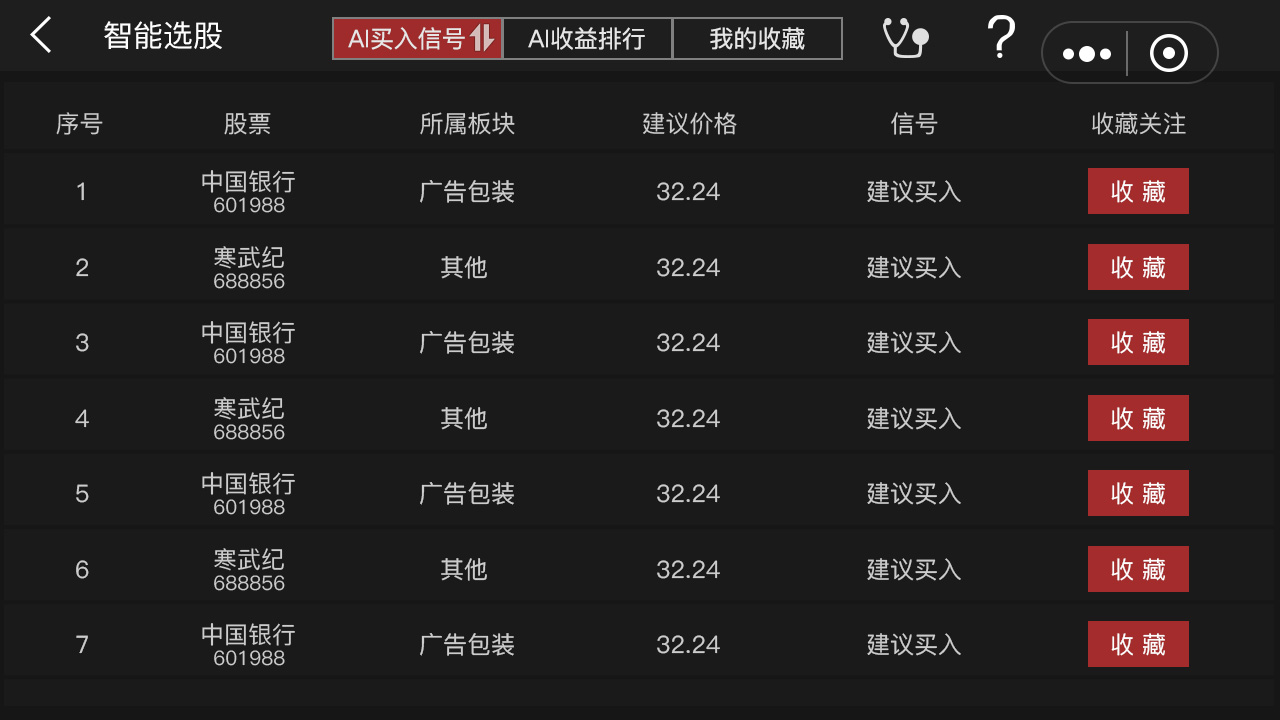 智能选股 AI买入信号 AI收益排行 我的收藏 ?
序号 股票 所属板块 建议价格 信号 收藏关注
1 中国银行 广告包装 32.24 建议买入 收 藏
601988
2 寒武纪 其他 32.24 建议买入 收 藏
688856
3 中国银行 广告包装 32.24 建议买入 收 藏
601988
4 寒武纪 其他 32.24 建议买入 收 藏
688856
5 中国银行 广告包装 32.24 建议买入 收 藏
601988
6 寒武纪 其他 32.24 建议买入 收 藏
688856
7 中国银行 广告包装 32.24 建议买入 收 藏
601988